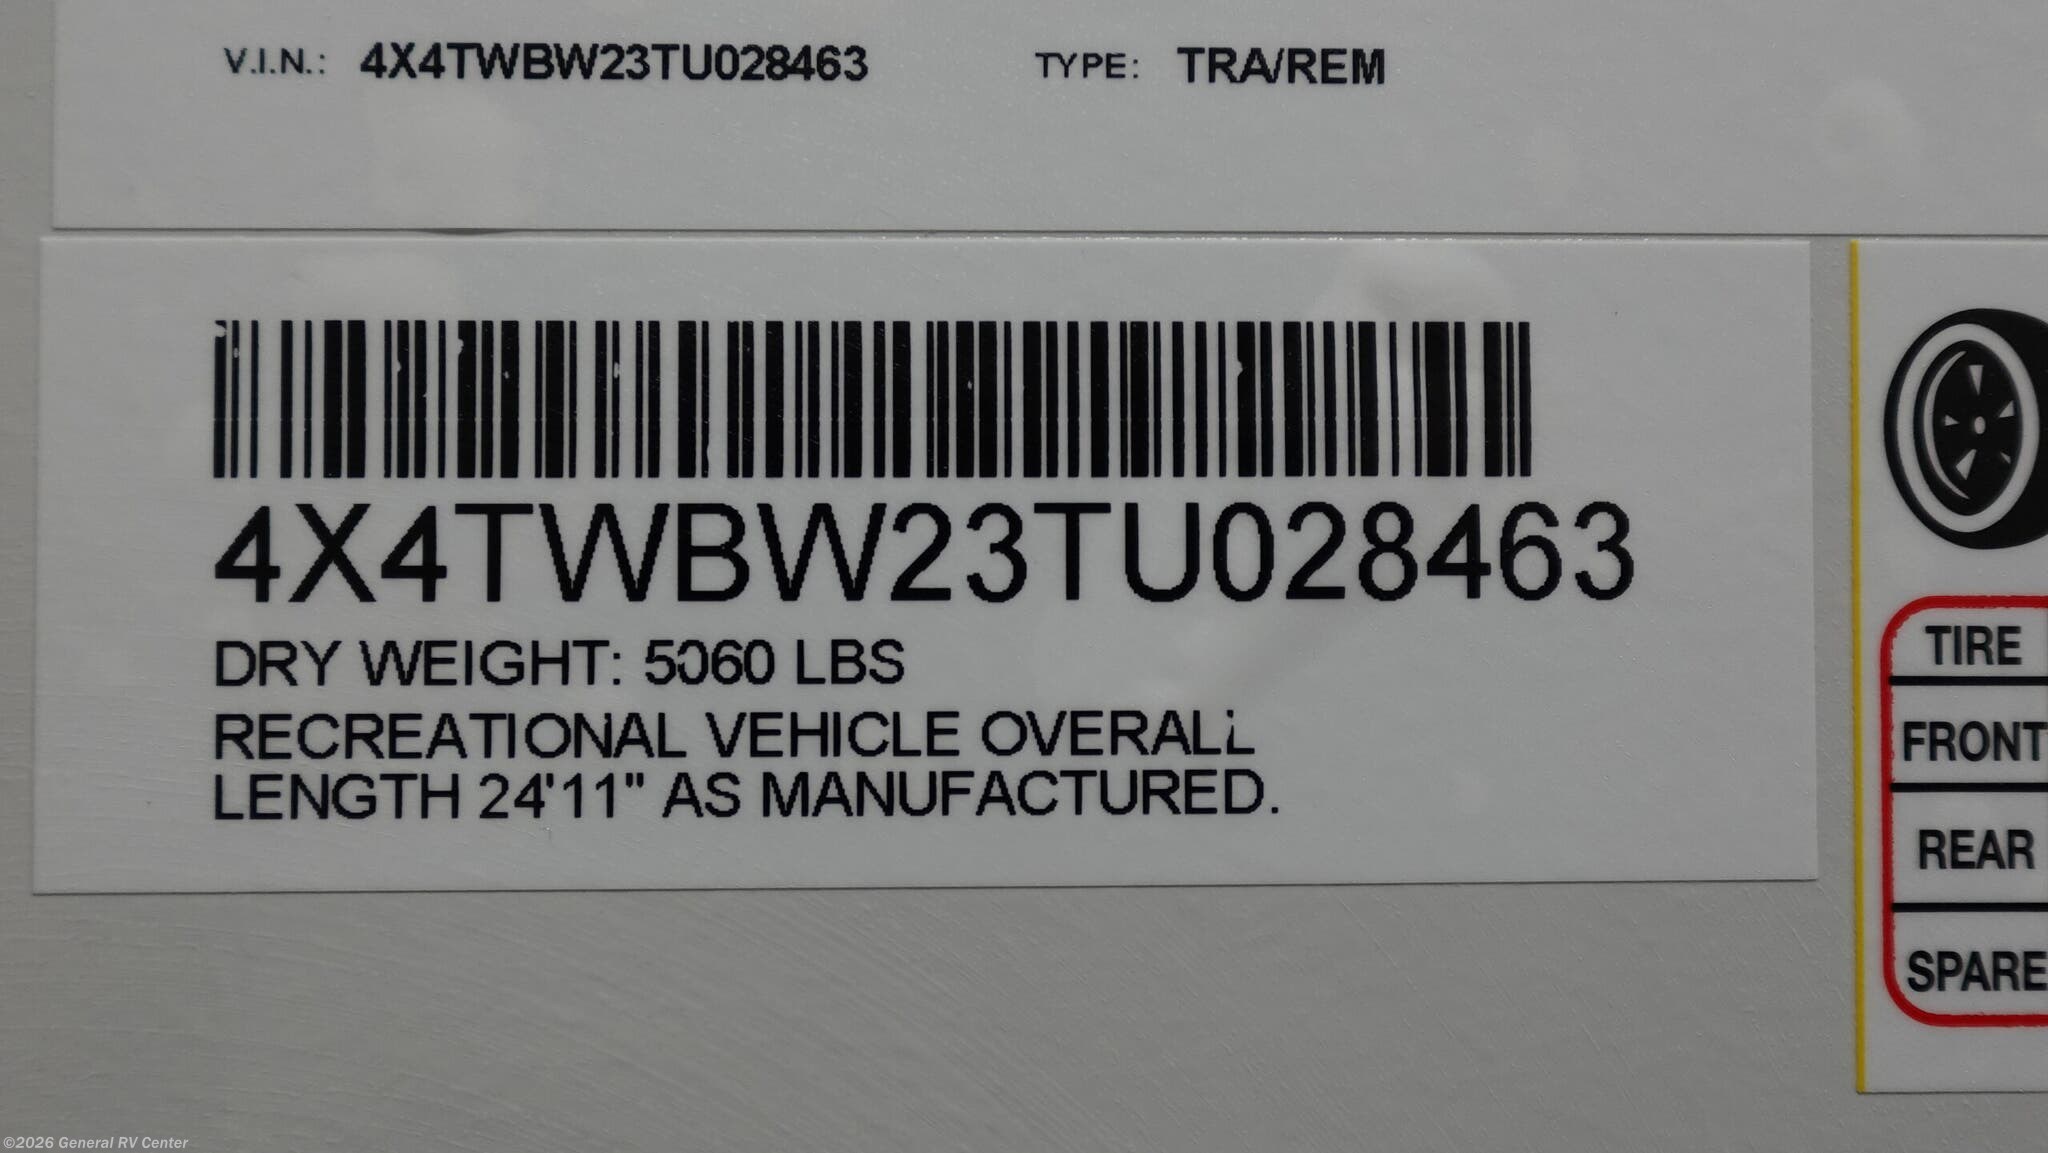 V.I.N.: 4X4TWBW23TU028463 TYPE: TRA/REM
4X4TWBW23TU028463
DRY WEIGHT: 5060 LBS
RECREATIONAL VEHICLE OVERALL
LENGTH 24'11" AS MANUFACTURED.
TIRE
FRONT
REAR
SPARE
©2026 General RV Center